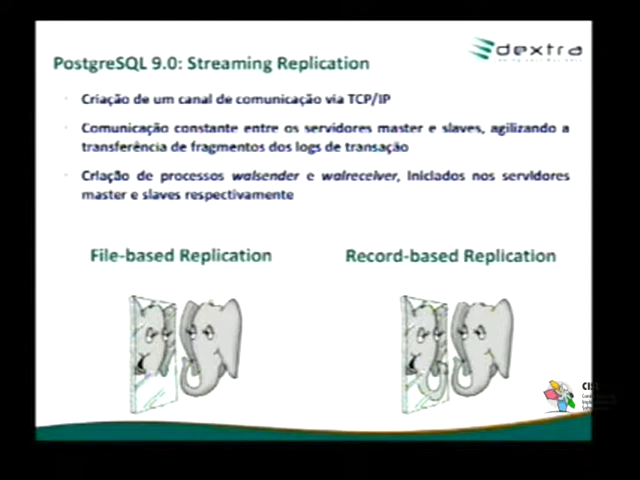 dextra
PostgreSQL 9.0: Streaming Replication
Criação de um canal de comunicação via TCP/IP
Comunicação constante entre os servidores master e slaves, agilizando a
transferência de fragmentos dos logs de transação
Criação de processos walsender e walreceiver, iniciados nos servidores
master e slaves respectivamente
File-based Replication
Record-based Replication